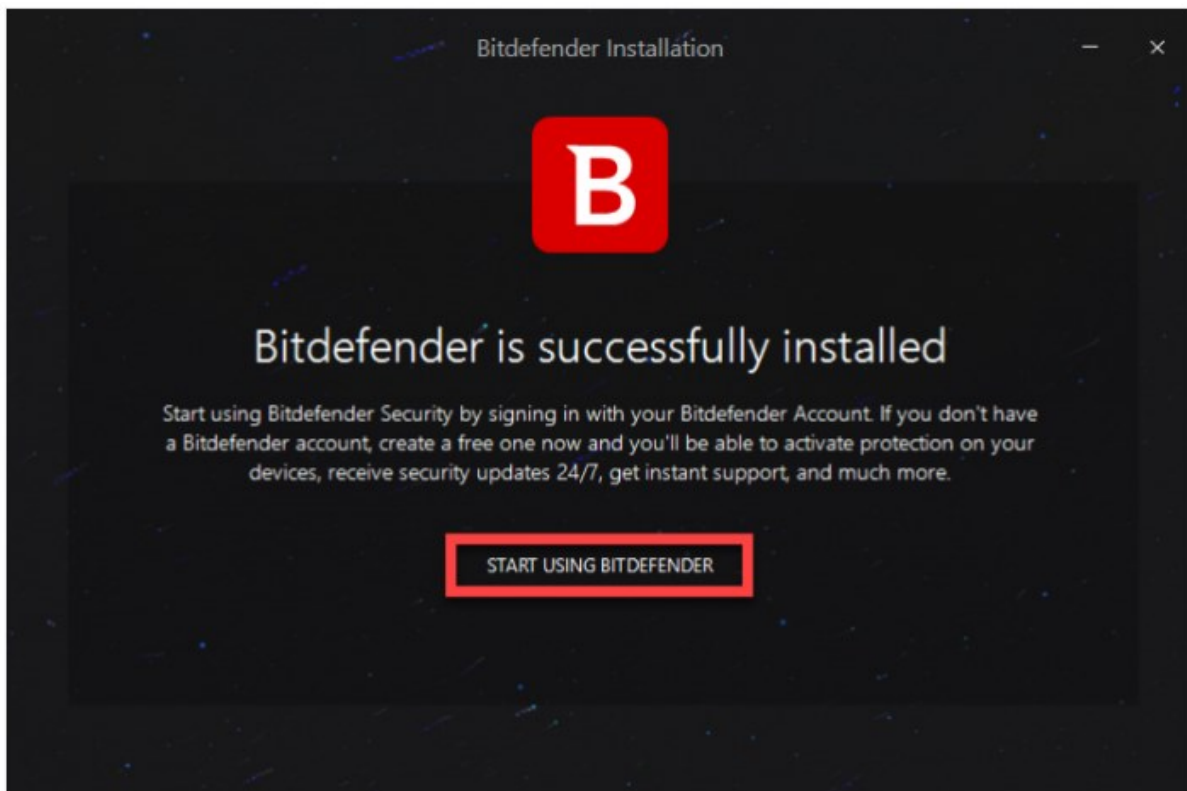 Bitdefender Installation
B
Bitdefender is successfully installed
Start using Bitdefender Security by signing in with your Bitdefender Account. If you don't have
a Bitdefender account, create a free one now and you'll be able to activate protection on your
devices, receive security updates 24/7, get instant support, and much more.
START USING BITDEFENDER